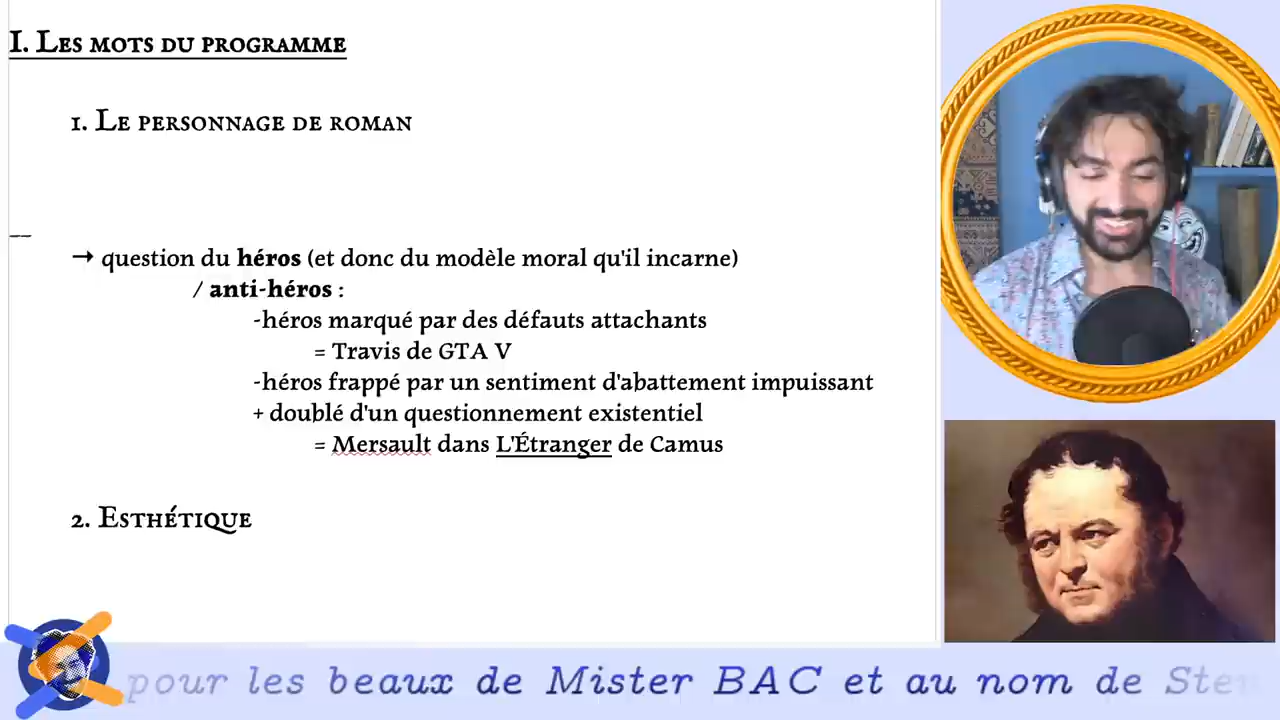 I. Les mots du programme
1. Le personnage de roman
→ question du héros (et donc du modèle moral qu'il incarne)
/ anti-héros :
-héros marqué par des défauts attachants
= Travis de GTA V
-héros frappé par un sentiment d'abattement impuissant
+ doublé d'un questionnement existentiel
= Mersault dans L'Étranger de Camus
2. Esthétique
pour les beaux de Mister BAC et au nom de